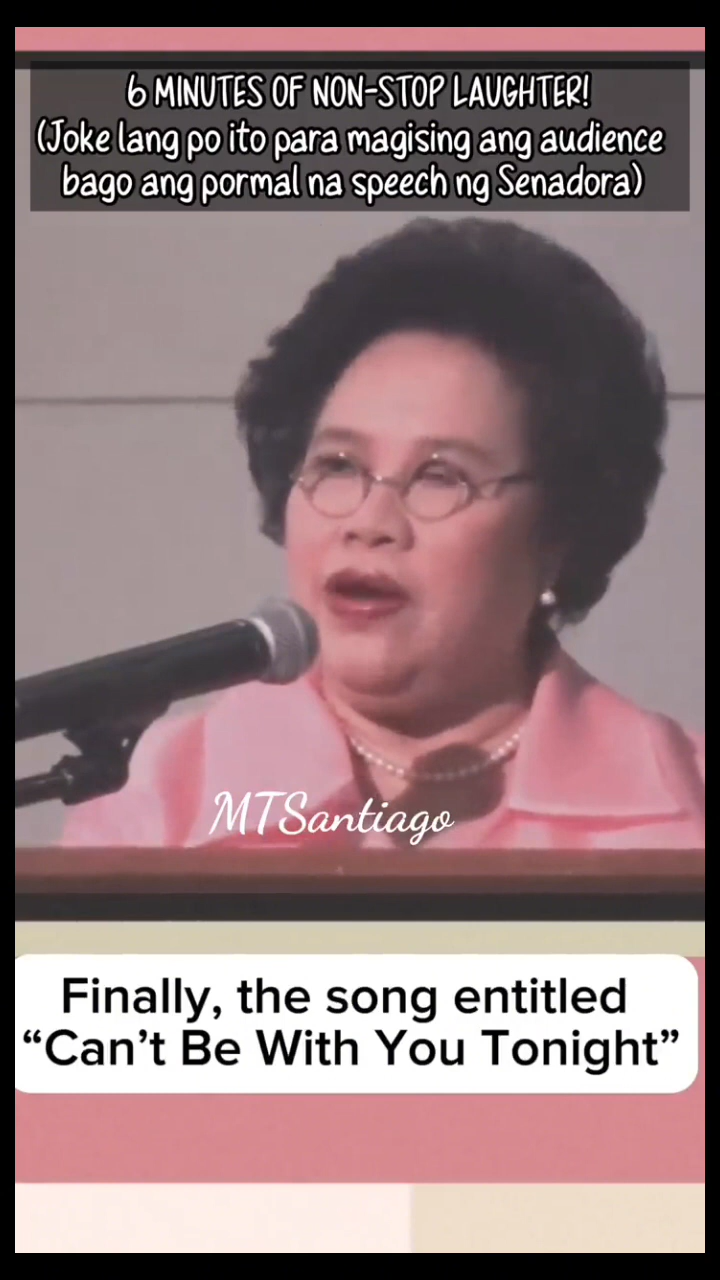 6 MINUTES OF NON-STOP LAUGHTER!
(Joke lang po ito para magising ang audience
bago ang pormal na speech ng Senadora)
MTSantiago
Finally, the song entitled
“Can’t Be With You Tonight”